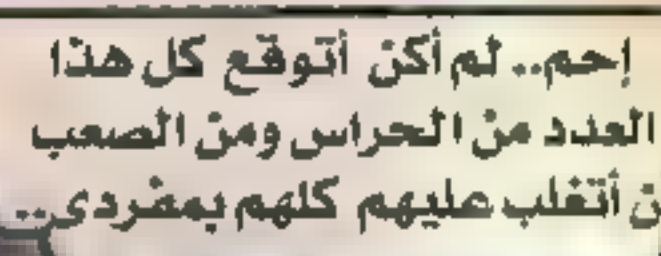 إحم.. لم أكن أتوقع كل هذا
العدد من الحراس ومن الصعب
أتغلب عليهم كلهم بمفردي..